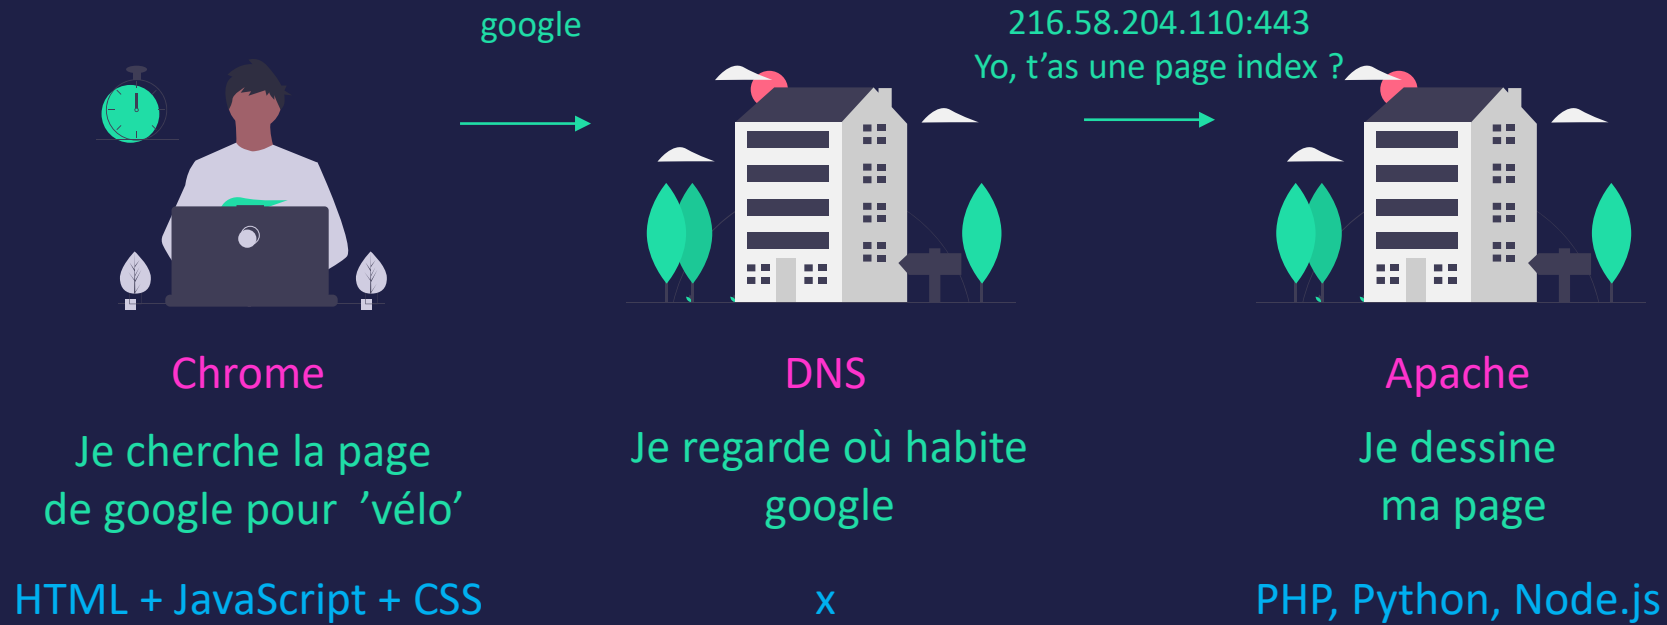 google
216.58.204.110:443
Yo, t’as une page index ?
Chrome
DNS
Apache
Je cherche la page
de google pour ’vélo’
Je regarde où habite
google
Je dessine
ma page
HTML + JavaScript + CSS
x
PHP, Python, Node.js